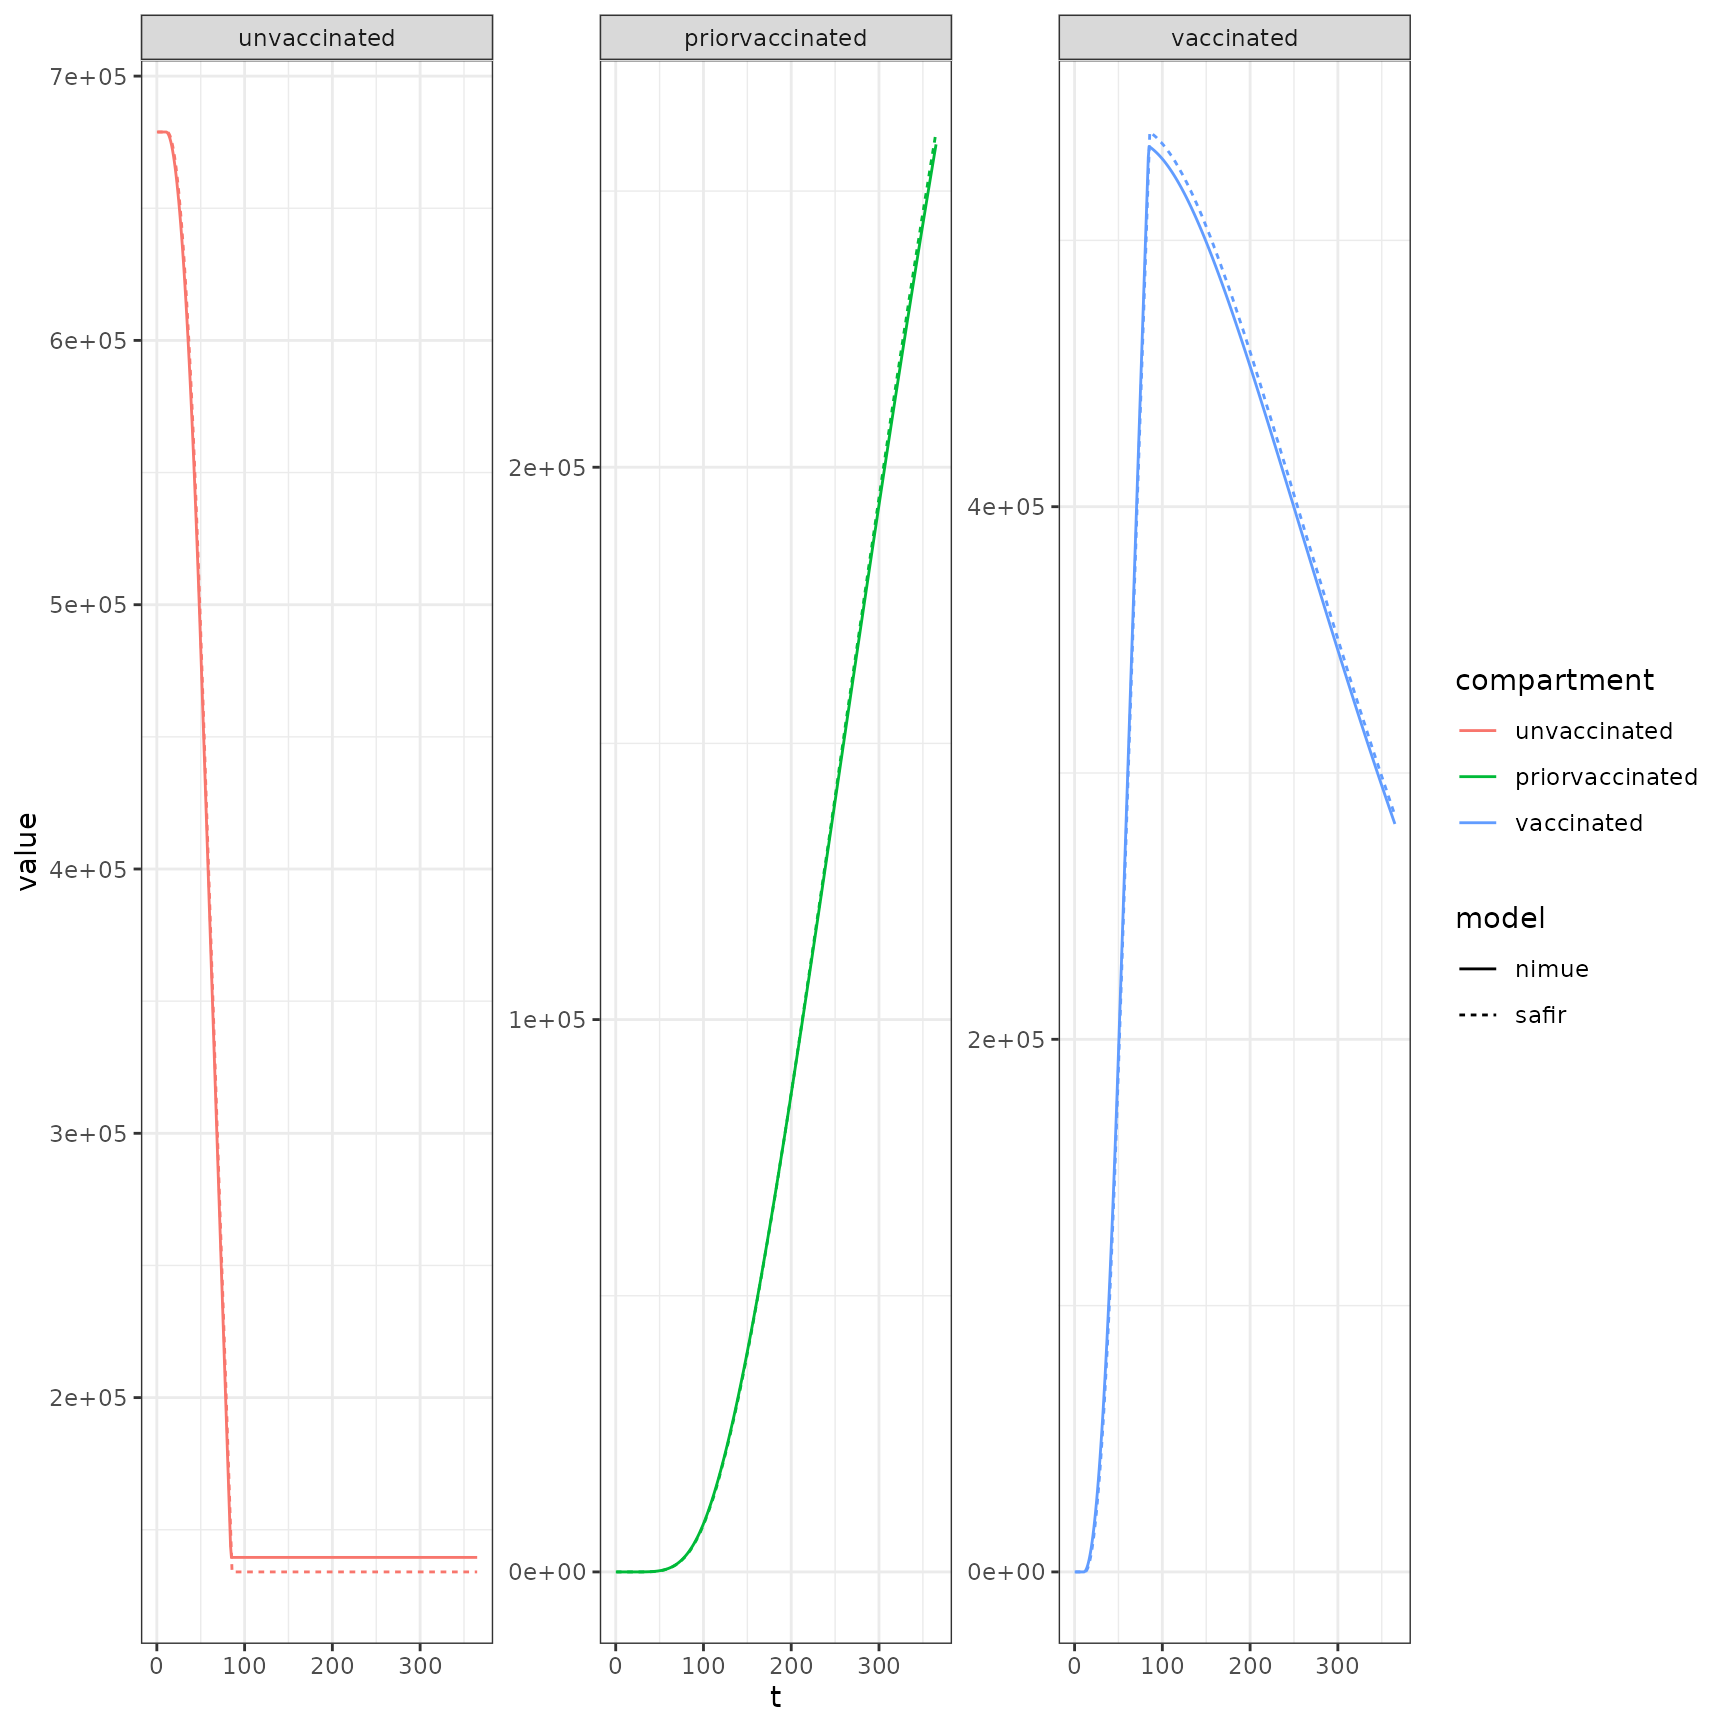 unvaccinated
priorvaccinated
vaccinated
7e+05
6e+05
5e+05
4e+05
3e+05
2e+05
value
2e+05
1e+05
0e+00
4e+05
2e+05
0e+00
0 100 200 300
0 100 200 300
0 100 200 300
t
compartment
unvaccinated
priorvaccinated
vaccinated
model
nimue
safir